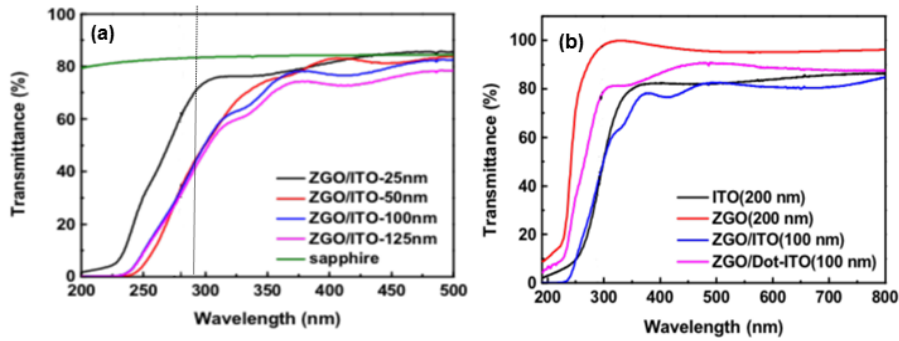 (a)
Transmittance (%)
100
80
60
40
20
0
200 250 300 350 400 450 500
Wavelength (nm)
ZGO/ITO-25nm
ZGO/ITO-50nm
ZGO/ITO-100nm
ZGO/ITO-125nm
sapphire
(b)
Transmittance (%)
100
80
60
40
20
0
200 300 400 500 600 700 800
Wavelength (nm)
ITO(200 nm)
ZGO(200 nm)
ZGO/ITO(100 nm)
ZGO/Dot-ITO(100 nm)